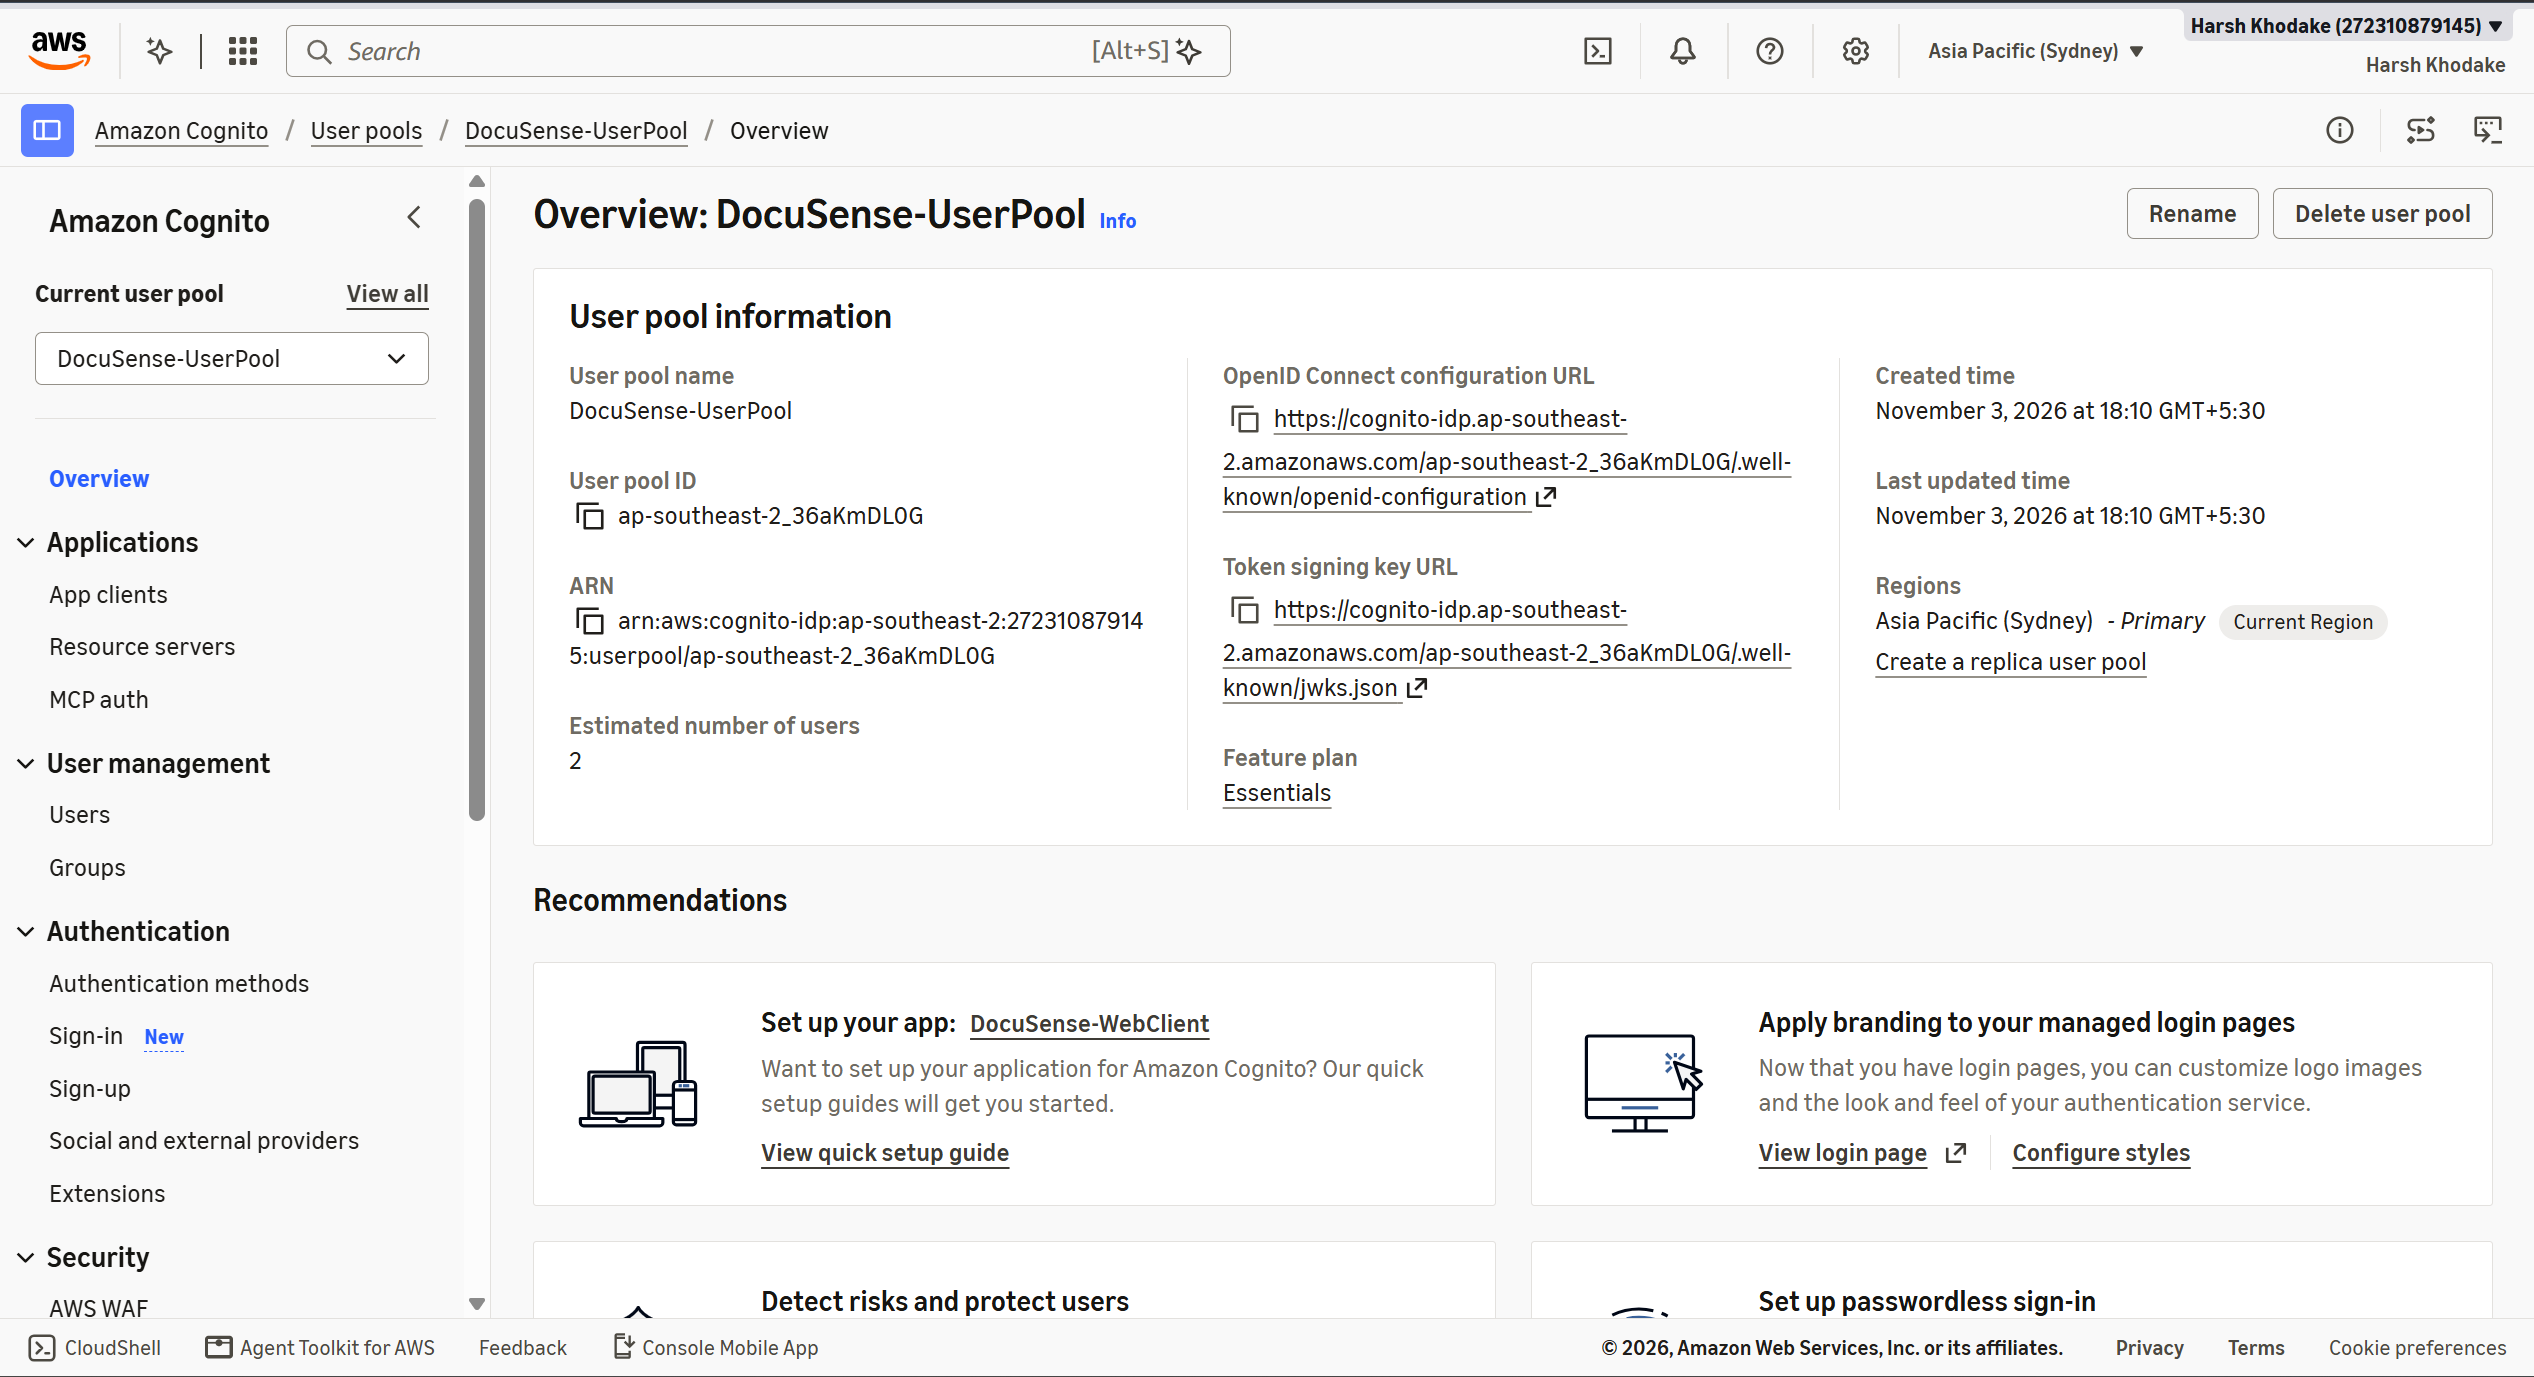 aws
Search
[Alt+S]
Asia Pacific (Sydney)
Harsh Khodake (272310879145)
Harsh Khodake
Amazon Cognito / User pools / DocuSense-UserPool / Overview
Amazon Cognito
Current user pool
View all
DocuSense-UserPool
Overview
Applications
App clients
Resource servers
MCP auth
User management
Users
Groups
Authentication
Authentication methods
Sign-in New
Sign-up
Social and external providers
Extensions
Security
AWS WAF
Overview: DocuSense-UserPool Info
Rename
Delete user pool
User pool information
User pool name
DocuSense-UserPool
User pool ID
ap-southeast-2_36aKmDL0G
ARN
arn:aws:cognito-idp:ap-southeast-2:27231087914
5:userpool/ap-southeast-2_36aKmDL0G
Estimated number of users
2
OpenID Connect configuration URL
https://cognito-idp.ap-southeast-
2.amazonaws.com/ap-southeast-2_36aKmDL0G/.well-
known/openid-configuration
Token signing key URL
https://cognito-idp.ap-southeast-
2.amazonaws.com/ap-southeast-2_36aKmDL0G/.well-
known/jwks.json
Feature plan
Essentials
Created time
November 3, 2026 at 18:10 GMT+5:30
Last updated time
November 3, 2026 at 18:10 GMT+5:30
Regions
Asia Pacific (Sydney) - Primary Current Region
Create a replica user pool
Recommendations
Set up your app: DocuSense-WebClient
Want to set up your application for Amazon Cognito? Our quick
setup guides will get you started.
View quick setup guide
Apply branding to your managed login pages
Now that you have login pages, you can customize logo images
and the look and feel of your authentication service.
View login page
Configure styles
Detect risks and protect users
Set up passwordless sign-in
CloudShell
Agent Toolkit for AWS
Feedback
Console Mobile App
© 2026, Amazon Web Services, Inc. or its affiliates.
Privacy
Terms
Cookie preferences